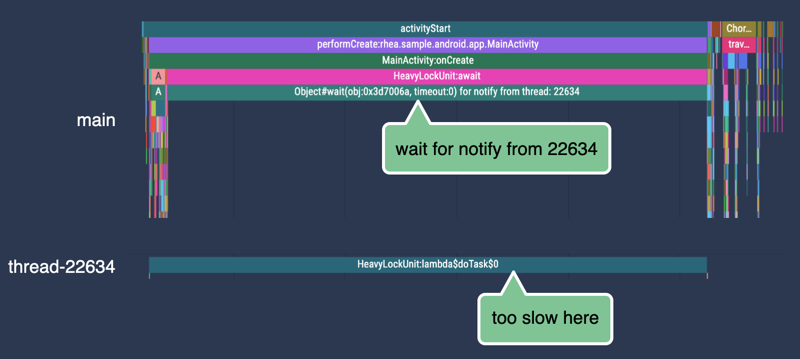 activityStart
Chor...
performCreate:rhea.sample.android.app.MainActivity
trav...
MainActivity:onCreate
A
HeavyLockUnit:await
A
Object#wait(obj:0x3d7006a, timeout:0) for notify from thread: 22634
main
wait for notify from 22634
thread-22634
HeavyLockUnit:lambda$doTask$0
too slow here